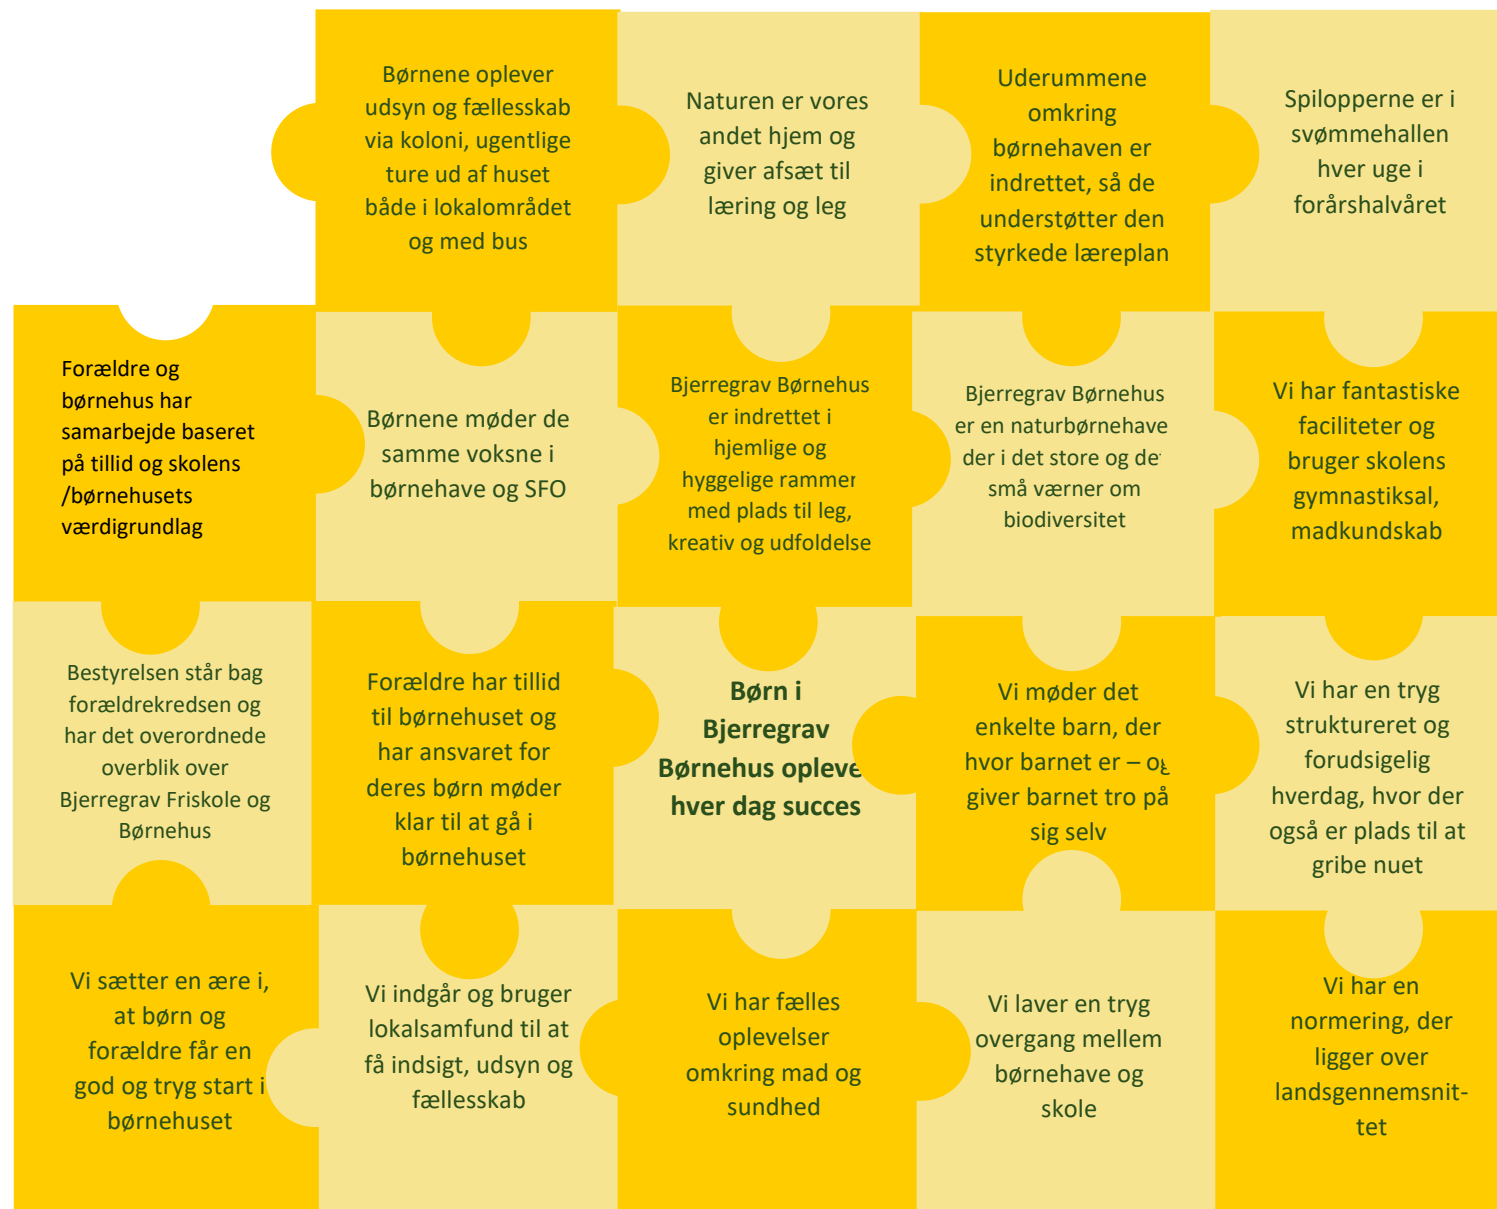 Børnene oplever
udsyn og fællesskab
via koloni, ugentlige
ture ud af huset
både i lokalområdet
og med bus
Naturen er vores
andet hjem og
giver afsæt til
læring og leg
Uderummene
omkring
børnehaven er
indrettet, så de
understøtter den
styrkede læreplan
Spilopperne er i
svømmehallen
hver uge i
forårshalvåret
Forældre og
børnehus har
samarbejde baseret
på tillid og skolens
/børnehusets
værdigrundlag
Børnene møder de
samme voksne i
børnehave og SFO
Bjerregrav Børnehus
er indrettet i
hjemlige og
hyggelige rammer
med plads til leg,
kreativ og udfoldelse
Bjerregrav Børnehus
er en naturbørnehave
der i det store og det
små værner om
biodiversitet
Vi har fantastiske
faciliteter og
bruger skolens
gymnastiksal,
madkundskab
Bestyrelsen står bag
forældrekredsen og
har det overordnede
overblik over
Bjerregrav Friskole og
Børnehus
Forældre har tillid
til børnehuset og
har ansvaret for
deres børn møder
klar til at gå i
børnehuset
Børn i
Bjerregrav
Børnehus opleve
hver dag succes
Vi møder det
enkelte barn, der
hvor barnet er – og
giver barnet tro på
sig selv
Vi har en tryg
struktureret og
forudsigelig
hverdag, hvor der
også er plads til at
gribe nuet
Vi sætter en ære i,
at børn og
forældre får en
god og tryg start i
børnehuset
Vi indgår og bruger
lokalsamfund til at
få indsigt, udsyn og
fællesskab
Vi har fælles
oplevelser
omkring mad og
sundhed
Vi laver en tryg
overgang mellem
børnehave og
skole
Vi har en
normering, der
ligger over
landsgennemsnit-
tet